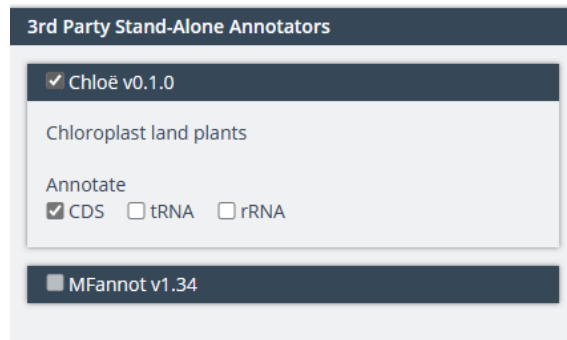 3rd Party Stand-Alone Annotators
Chloë v0.1.0
Chloroplast land plants
Annotate
CDS tRNA rRNA
MFannot v1.34